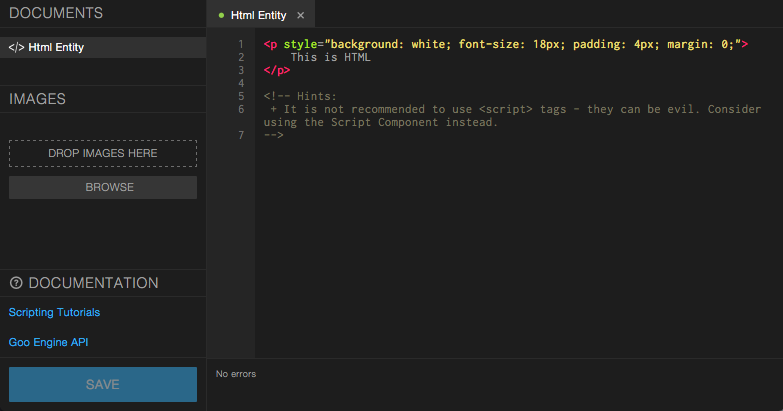 DOCUMENTS
</> Html Entity
IMAGES
DROP IMAGES HERE
BROWSE
? DOCUMENTATION
Scripting Tutorials
Goo Engine API
SAVE
Html Entity ×
1 <p style="background: white; font-size: 18px; padding: 4px; margin: 0;">
2 This is HTML
3 </p>
4
5 <!-- Hints:
6 + It is not recommended to use <script> tags - they can be evil. Consider
using the Script Component instead.
7 -->
No errors